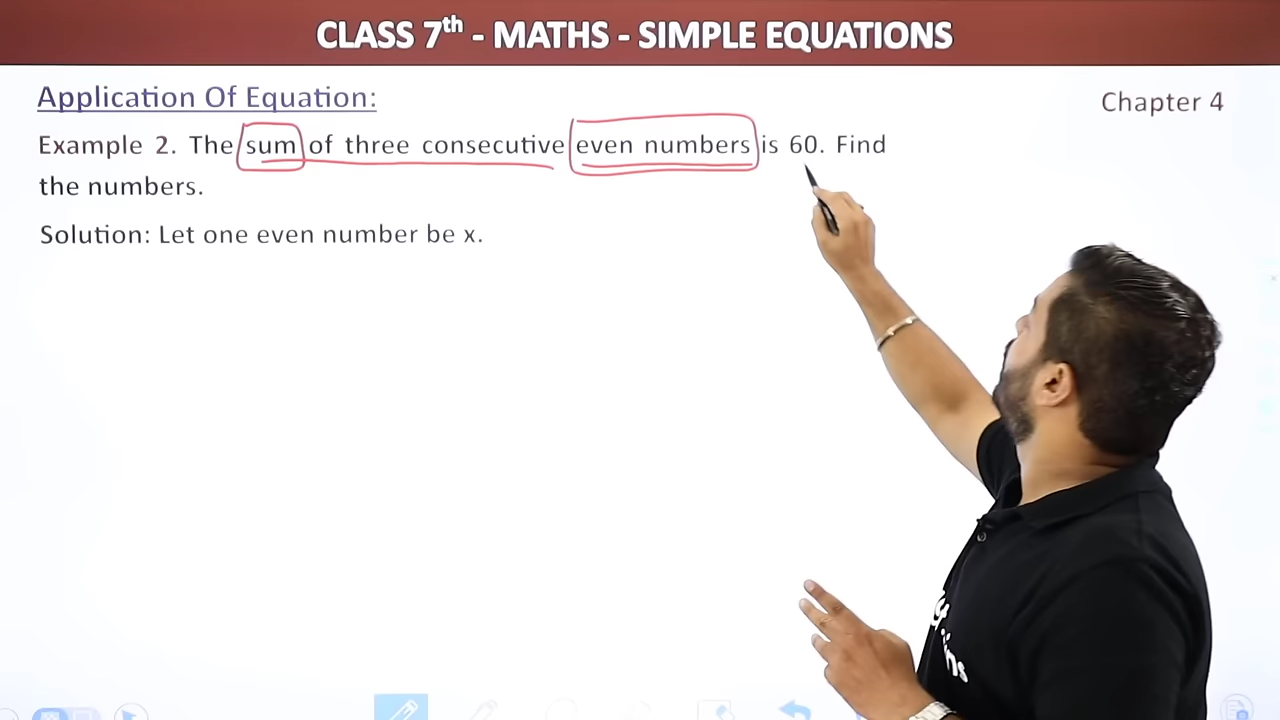 CLASS 7th - MATHS - SIMPLE EQUATIONS
Application Of Equation:
Chapter 4
Example 2. The sum of three consecutive even numbers is 60. Find
the numbers.
Solution: Let one even number be x.